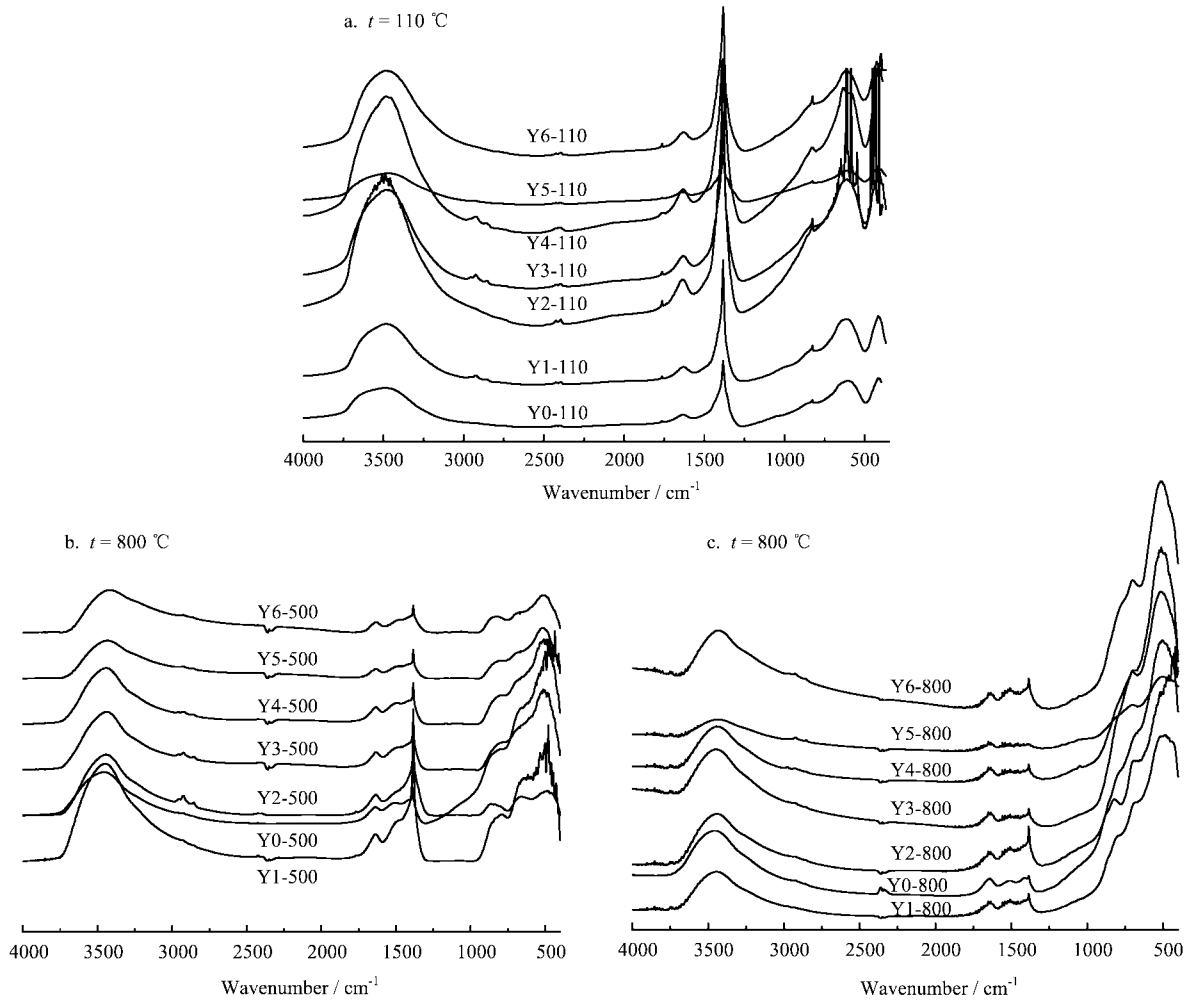 a. t = 110 ℃
Y6-110
Y5-110
Y4-110
Y3-110
Y2-110
Y1-110
Y0-110
4000 3500 3000 2500 2000 1500 1000 500
Wavenumber / cm⁻¹
b. t = 800 ℃
Y6-500
Y5-500
Y4-500
Y3-500
Y2-500
Y0-500
Y1-500
4000 3500 3000 2500 2000 1500 1000 500
Wavenumber / cm⁻¹
c. t = 800 ℃
Y6-800
Y5-800
Y4-800
Y3-800
Y2-800
Y0-800
Y1-800
4000 3500 3000 2500 2000 1500 1000 500
Wavenumber / cm⁻¹